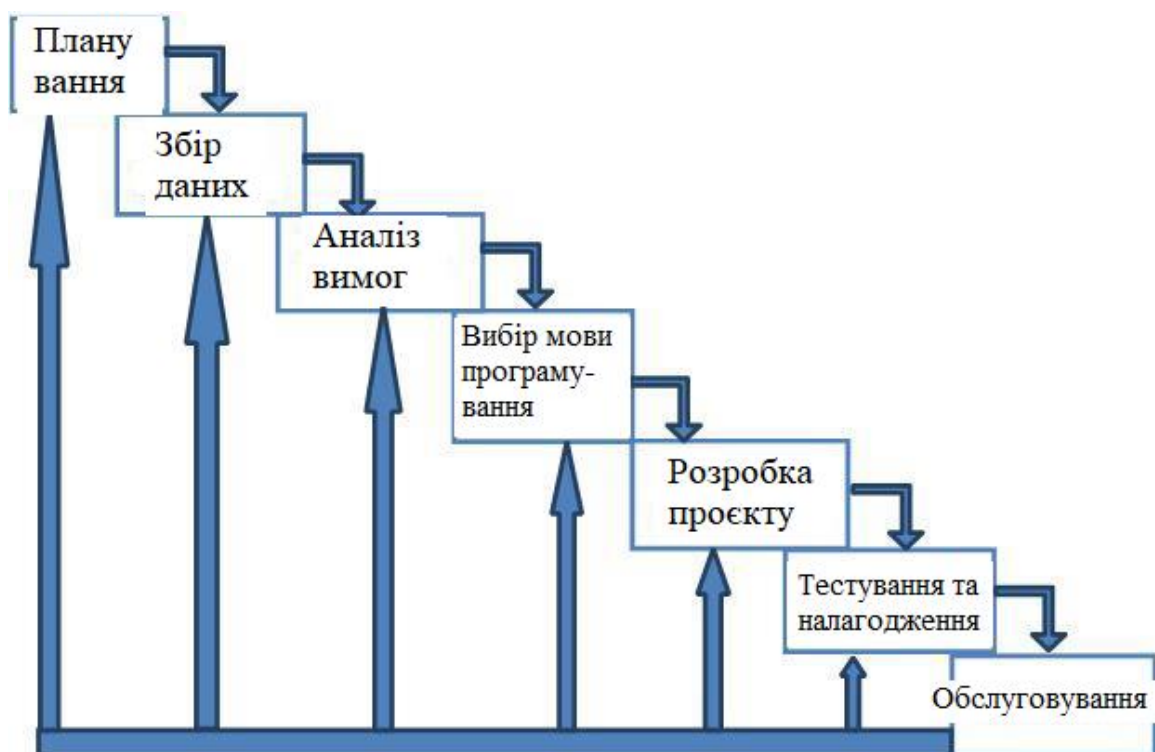 Плану
вання
Збір
даних
Аналіз
вимог
Вибір мови
програму-
вання
Розробка
проєкту
Тестування та
налагодження
Обслуговування